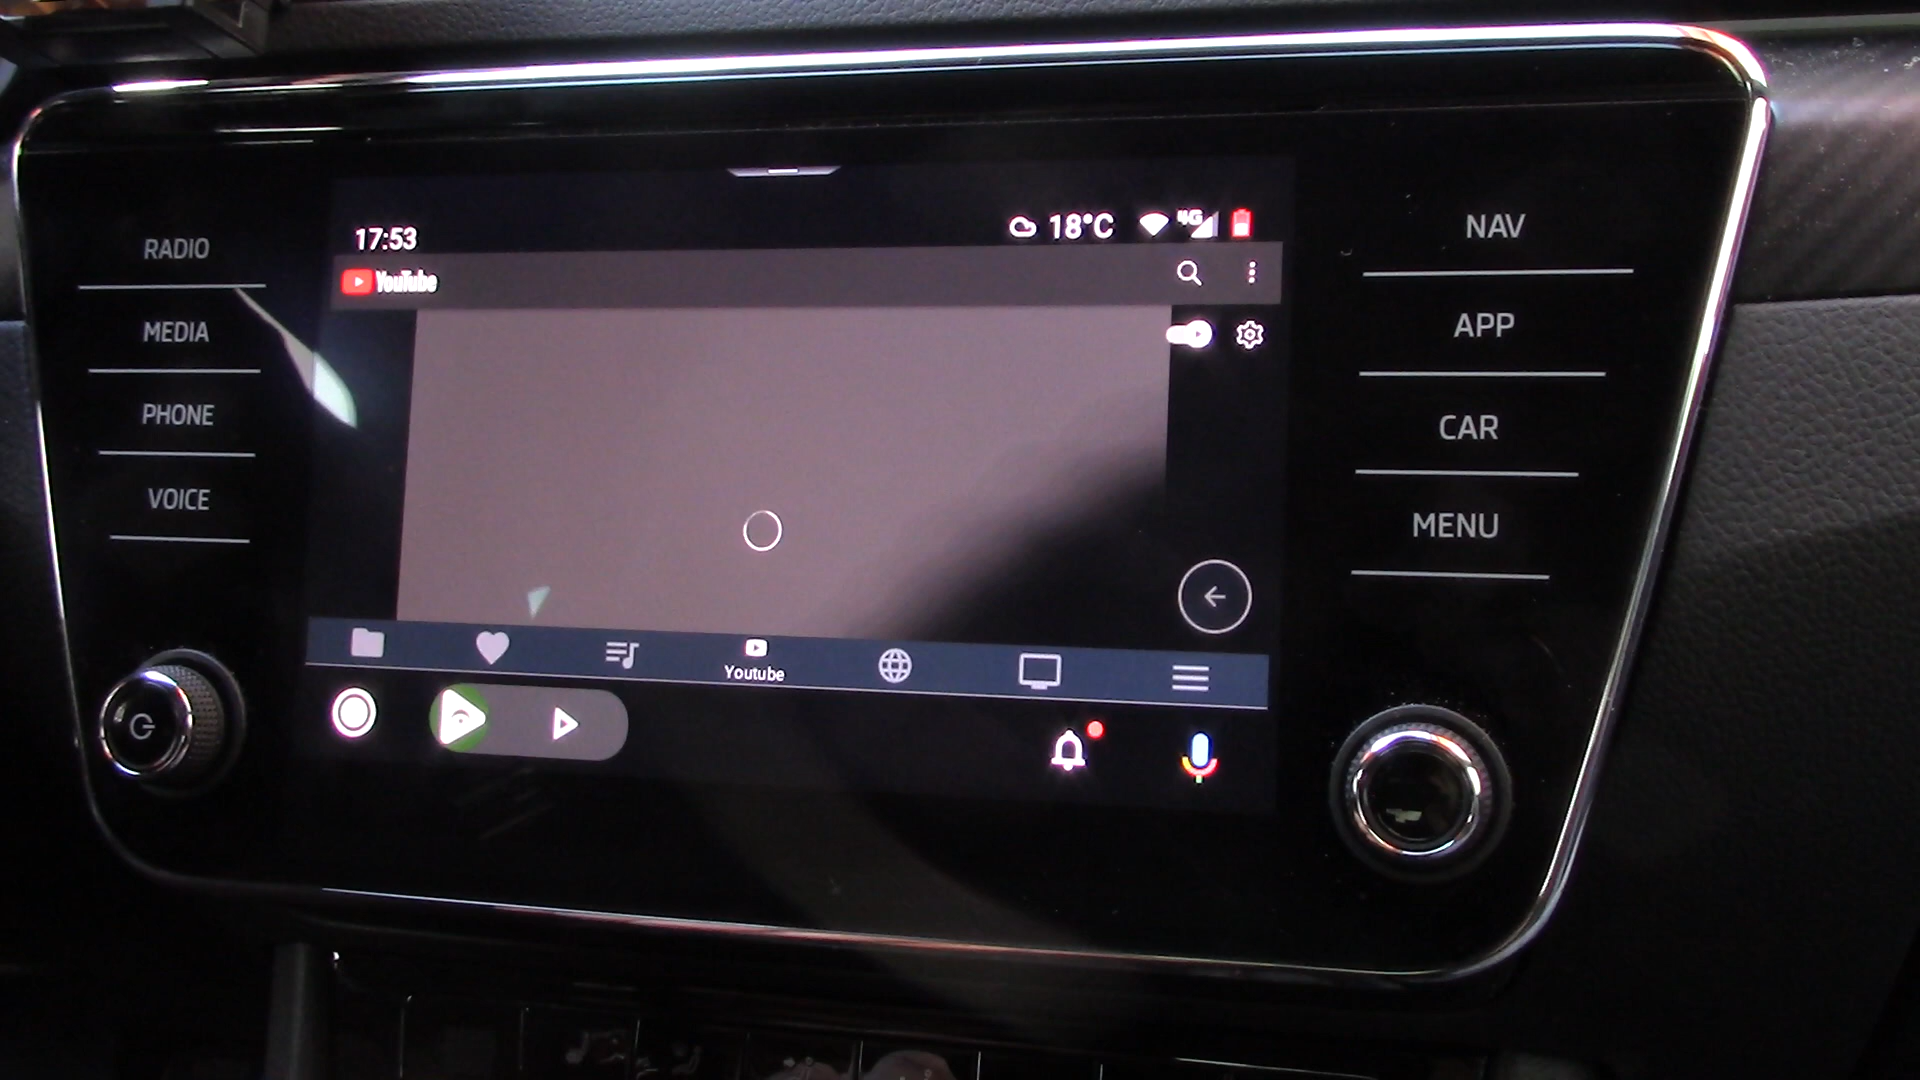 RADIO
MEDIA
PHONE
VOICE
17:53
18°C
4G
YouTube
Youtube
NAV
APP
CAR
MENU